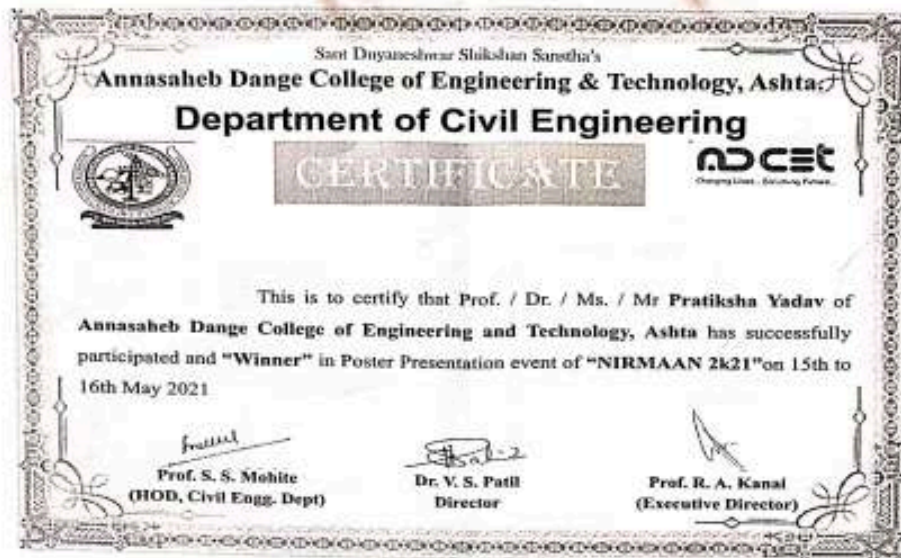 Sant Dnyaneshwar Shikshan Sanstha's
Annasaheb Dange College of Engineering & Technology, Ashta.
Department of Civil Engineering
CERTIFICATE
ADCET
This is to certify that Prof. / Dr. / Ms. / Mr Pratiksha Yadav of
Annasaheb Dange College of Engineering and Technology, Ashta has successfully
participated and "Winner" in Poster Presentation event of "NIRMAAN 2k21"on 15th to
16th May 2021
Prof. S. S. Mohite
(HOD, Civil Engg. Dept)
Dr. V. S. Patil
Director
Prof. R. A. Kanai
(Executive Director)